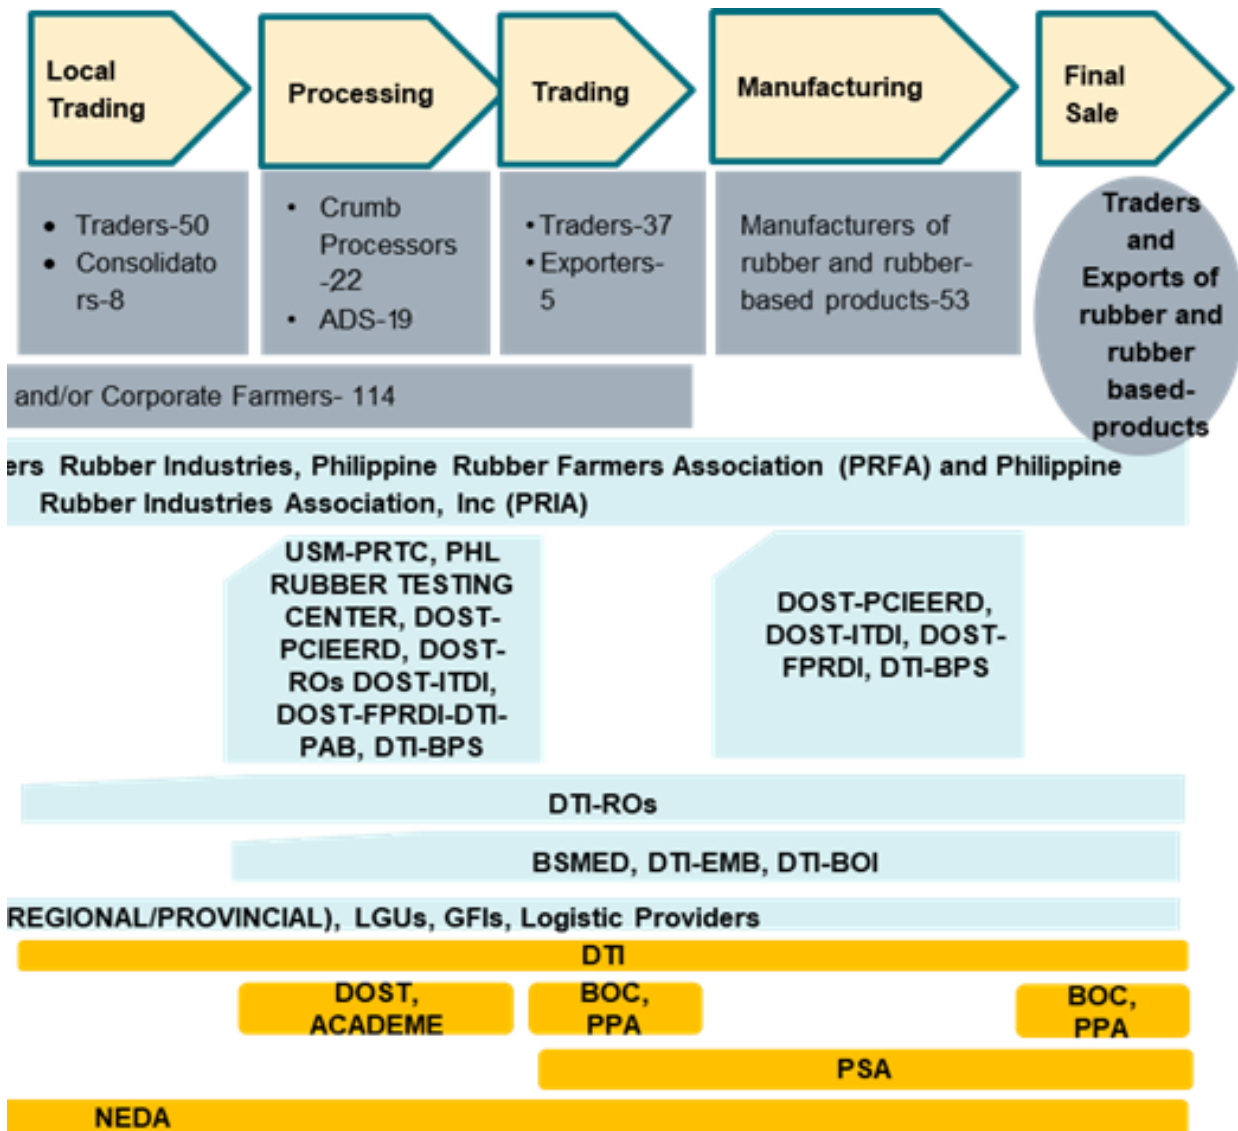 Local
Trading
Processing
Trading
Manufacturing
Final
Sale
• Traders-50
• Consolidato
rs-8
• Crumb
Processors
-22
• ADS-19
• Traders-37
• Exporters-
5
Manufacturers of
rubber and rubber-
based products-53
Traders
and
Exports of
rubber and
rubber
based-
products
and/or Corporate Farmers- 114
ers Rubber Industries, Philippine Rubber Farmers Association (PRFA) and Philippine
Rubber Industries Association, Inc (PRIA)
USM-PRTC, PHL
RUBBER TESTING
CENTER, DOST-
PCIEERD, DOST-
ROs DOST-ITDI,
DOST-FPRDI-DTI-
PAB, DTI-BPS
DOST-PCIEERD,
DOST-ITDI, DOST-
FPRDI, DTI-BPS
DTI-ROs
BSMED, DTI-EMB, DTI-BOI
REGIONAL/PROVINCIAL), LGUs, GFIs, Logistic Providers
DTI
DOST,
ACADEME
BOC,
PPA
BOC,
PPA
PSA
NEDA